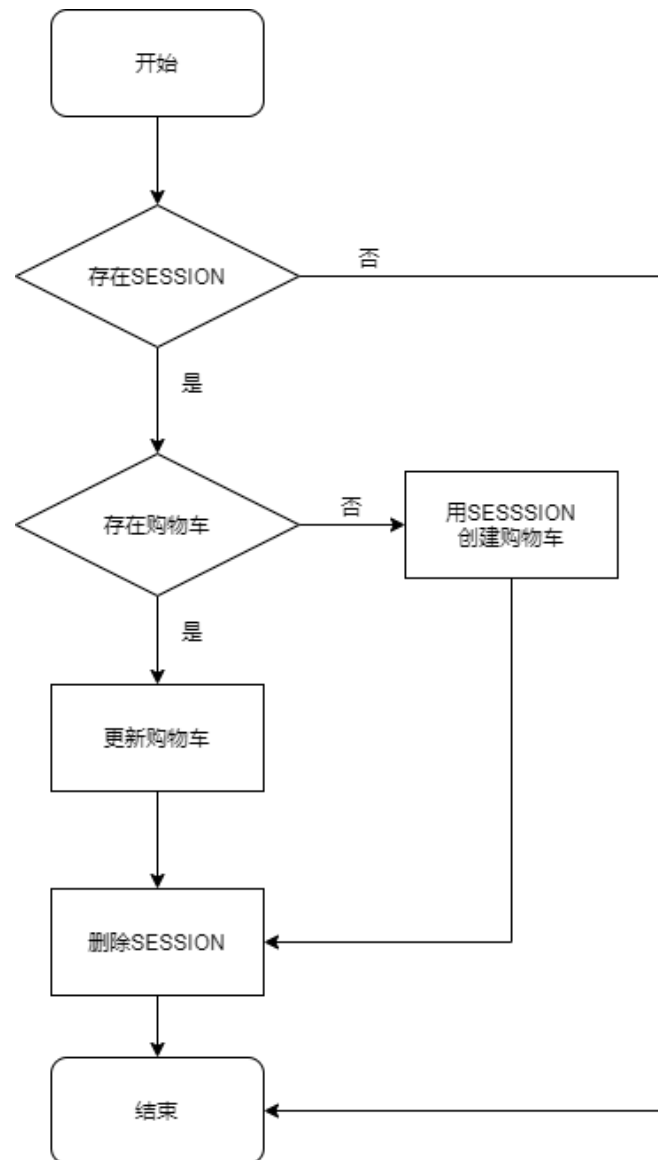 开始
存在SESSION
否
是
存在购物车
否
用SESSSION
创建购物车
是
更新购物车
删除SESSION
结束